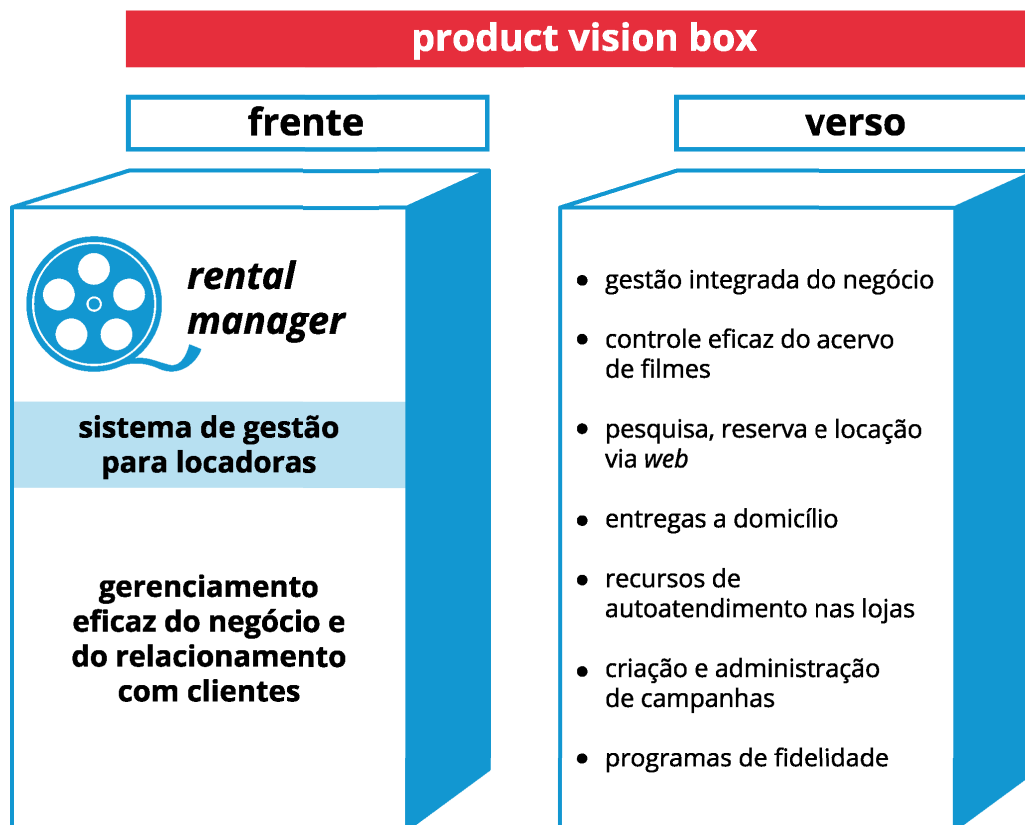 product vision box
frente
rental
manager
sistema de gestão
para locadoras
gerenciamento
eficaz do negócio e
do relacionamento
com clientes
verso
• gestão integrada do negócio
• controle eficaz do acervo
de filmes
• pesquisa, reserva e locação
via web
• entregas a domicílio
• recursos de
autoatendimento nas lojas
• criação e administração
de campanhas
• programas de fidelidade